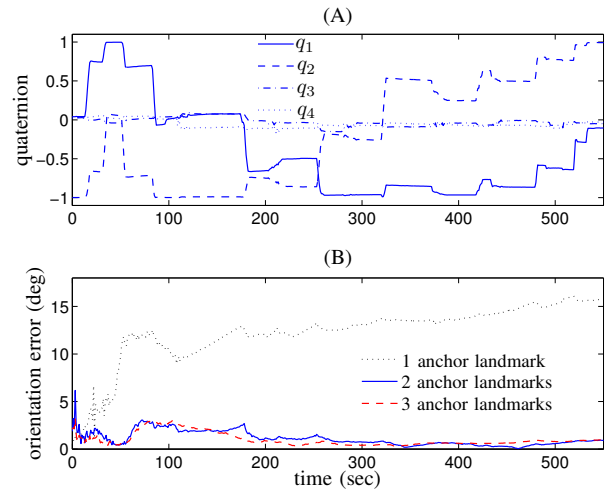 (A)
quaternion
1
0.5
0
−0.5
−1
q1
q2
q3
q4
0 100 200 300 400 500
(B)
orientation error (deg)
15
10
5
0
1 anchor landmark
2 anchor landmarks
3 anchor landmarks
0 100 200 300 400 500
time (sec)